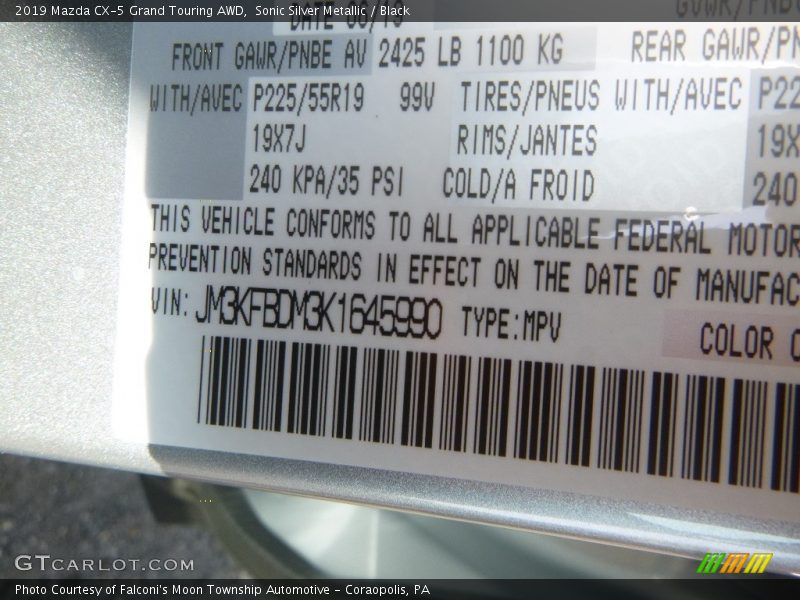 2019 Mazda CX-5 Grand Touring AWD, Sonic Silver Metallic / Black
DATE
GVWR/PNBV
FRONT GAWR/PNBE AV 2425 LB 1100 KG REAR GAWR/PN
WITH/AVEC P225/55R19 99V TIRES/PNEUS WITH/AVEC P22
19X7J RIMS/JANTES 19X
240 KPA/35 PSI COLD/A FROID 240
THIS VEHICLE CONFORMS TO ALL APPLICABLE FEDERAL MOTOR
PREVENTION STANDARDS IN EFFECT ON THE DATE OF MANUFAC
VIN: JM3KFBDM3K1645990 TYPE:MPV COLOR C
GTCARLOT.COM
Photo Courtesy of Falconi's Moon Township Automotive - Coraopolis, PA